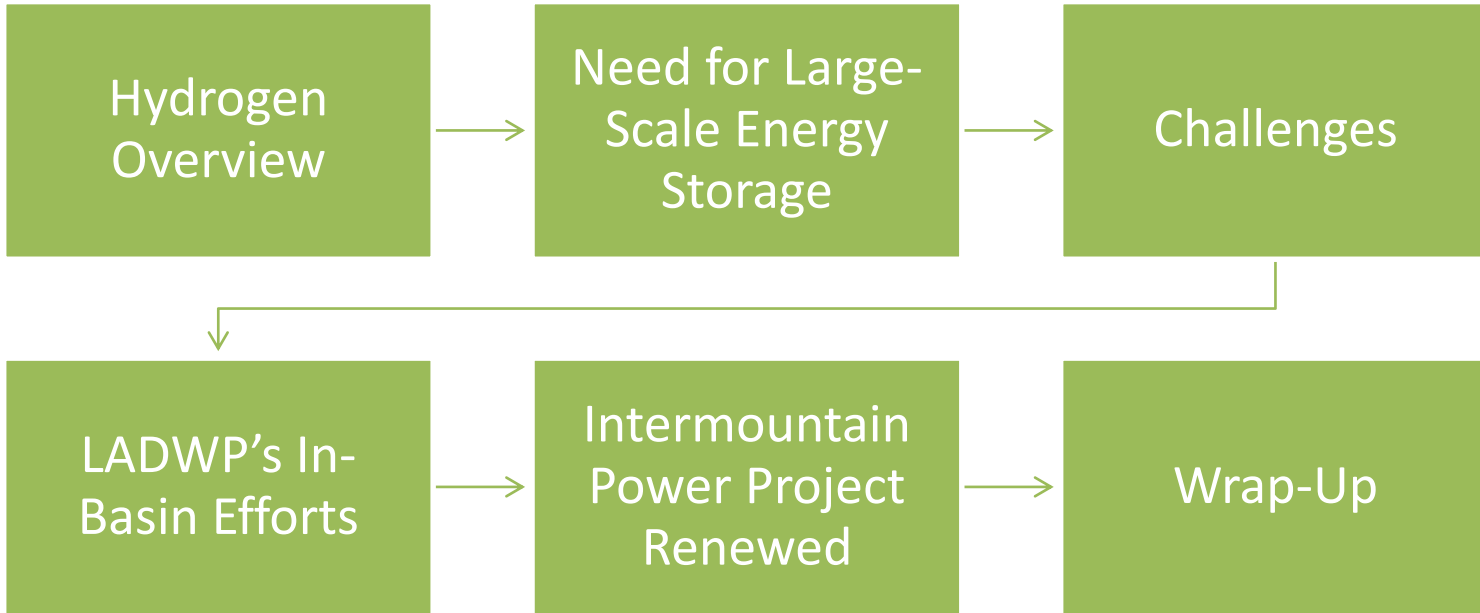 Hydrogen
Overview
Need for Large-
Scale Energy
Storage
Challenges
LADWP’s In-
Basin Efforts
Intermountain
Power Project
Renewed
Wrap-Up